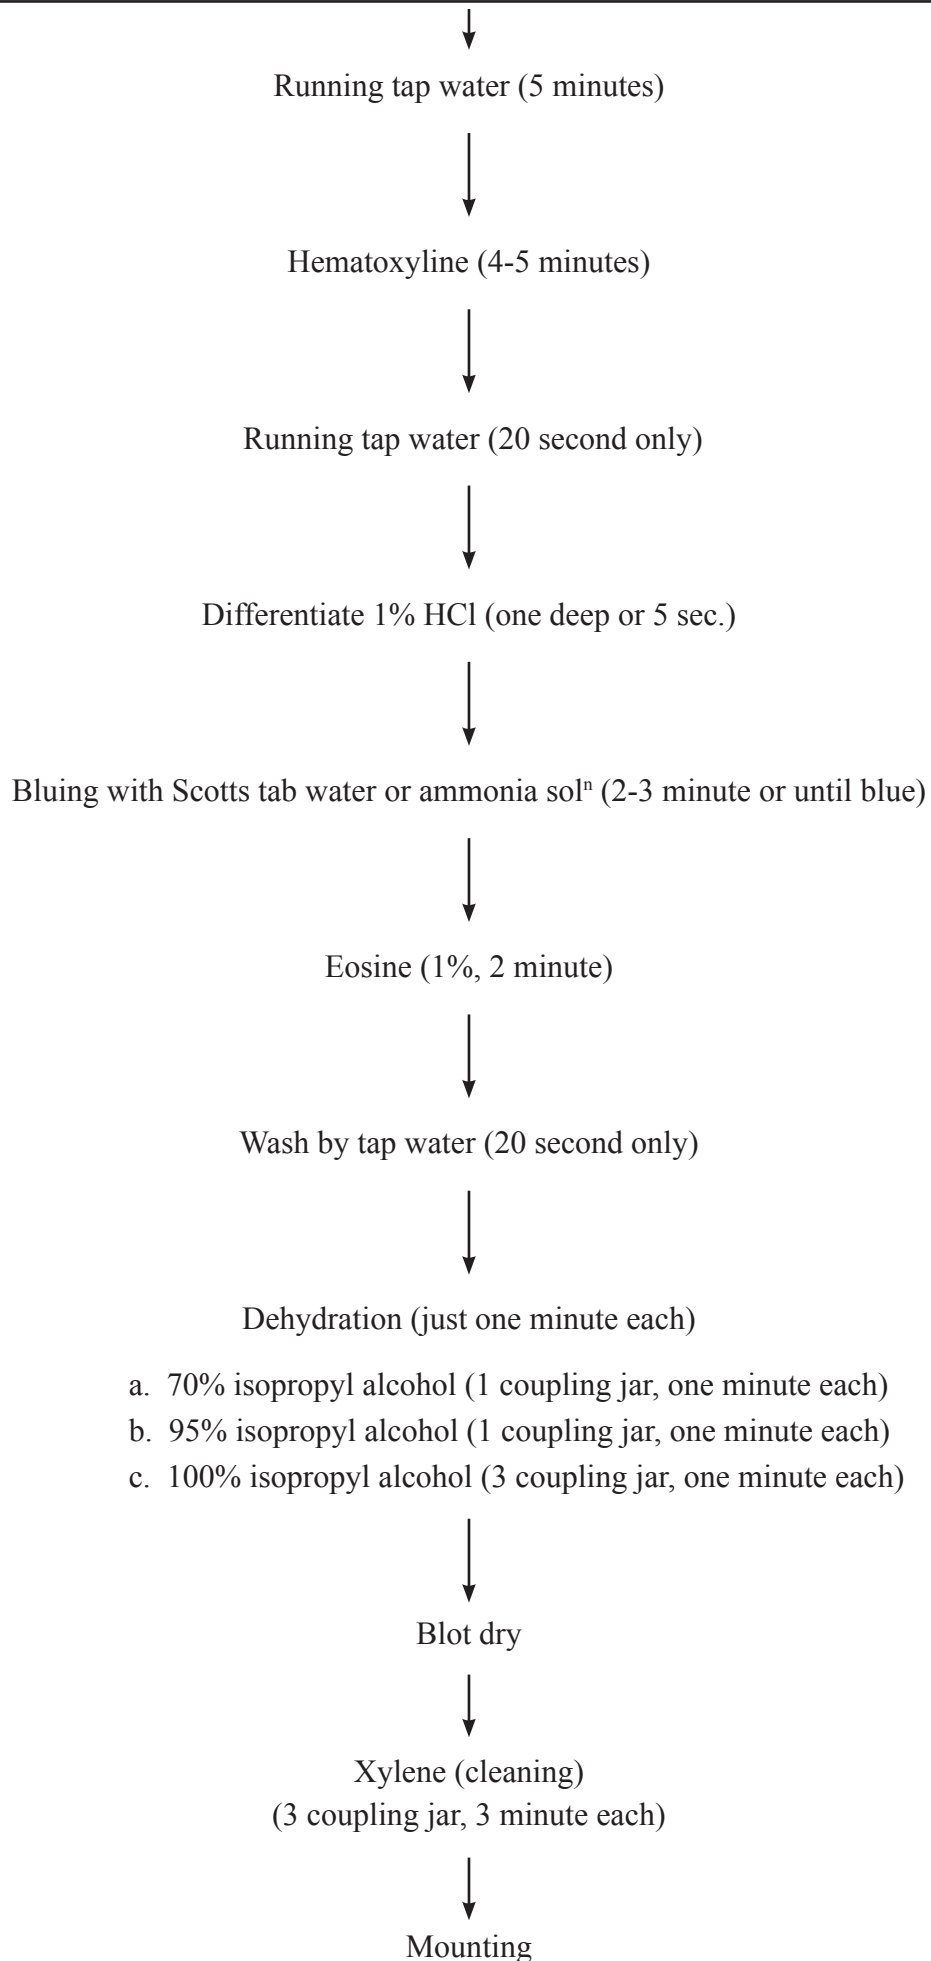 Running tap water (5 minutes)
Hematoxyline (4-5 minutes)
Running tap water (20 second only)
Differentiate 1% HCl (one deep or 5 sec.)
Bluing with Scotts tab water or ammonia solⁿ (2-3 minute or until blue)
Eosine (1%, 2 minute)
Wash by tap water (20 second only)
Dehydration (just one minute each)
a. 70% isopropyl alcohol (1 coupling jar, one minute each)
b. 95% isopropyl alcohol (1 coupling jar, one minute each)
c. 100% isopropyl alcohol (3 coupling jar, one minute each)
Blot dry
Xylene (cleaning)
(3 coupling jar, 3 minute each)
Mounting